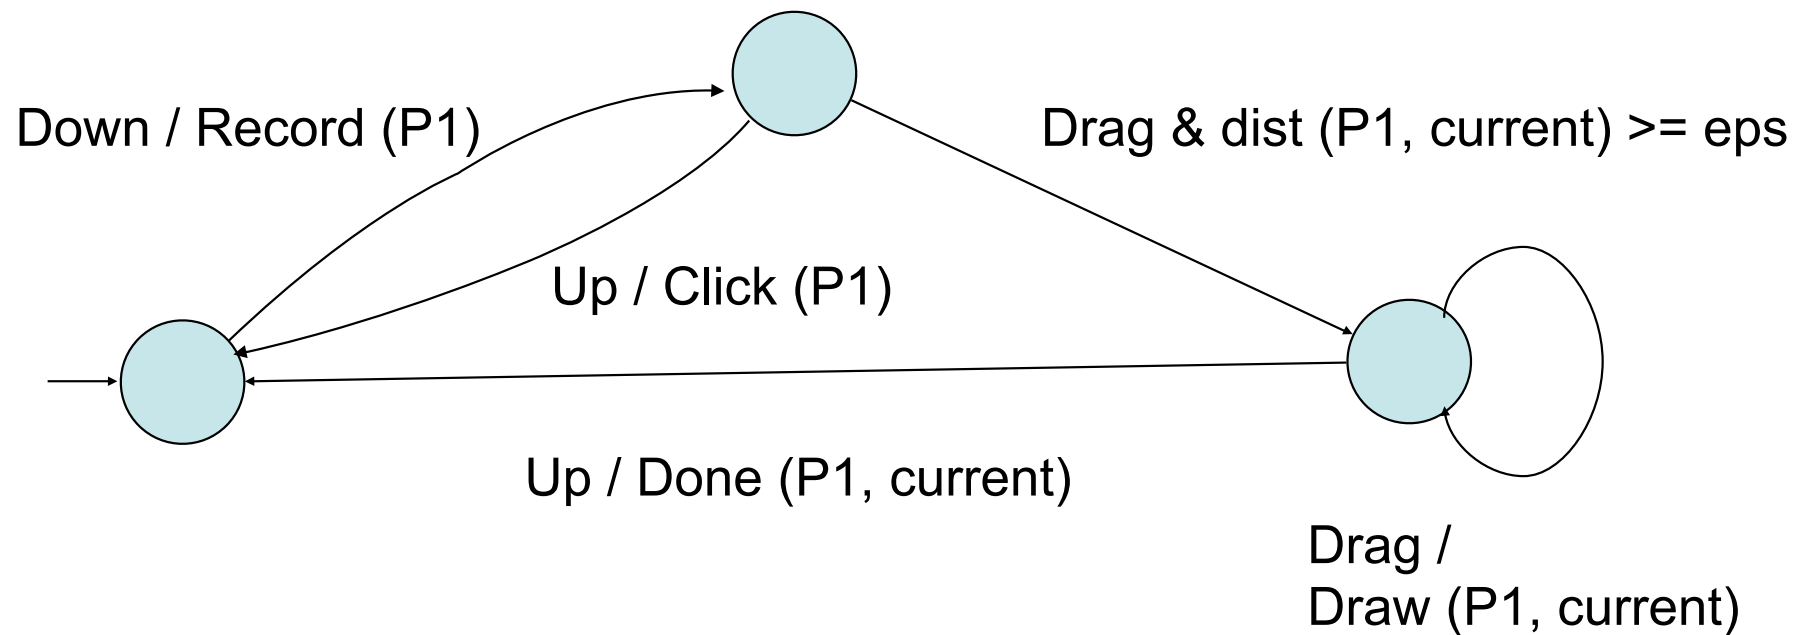 Down / Record (P1)
Drag & dist (P1, current) >= eps
Up / Click (P1)
Up / Done (P1, current)
Drag /
Draw (P1, current)